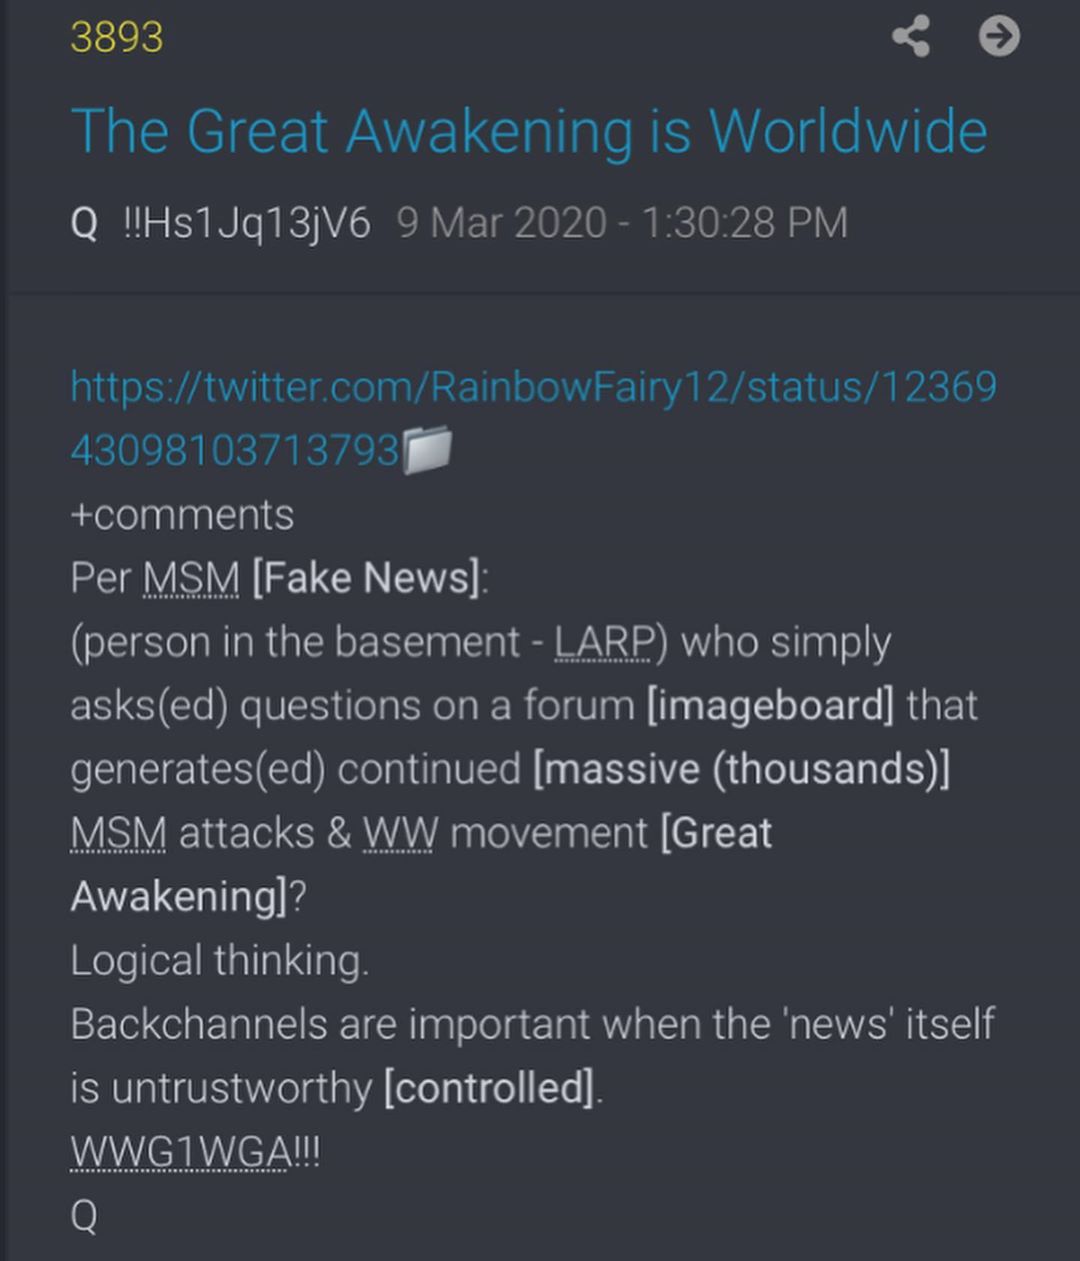 3893
The Great Awakening is Worldwide
Q !!Hs1Jq13jV6 9 Mar 2020 - 1:30:28 PM
https://twitter.com/RainbowFairy12/status/12369
43098103713793
+comments
Per MSM [Fake News]:
(person in the basement - LARP) who simply
asks(ed) questions on a forum [imageboard] that
generates(ed) continued [massive (thousands)]
MSM attacks & WW movement [Great
Awakening]?
Logical thinking.
Backchannels are important when the 'news' itself
is untrustworthy [controlled].
WWG1WGA!!!
Q